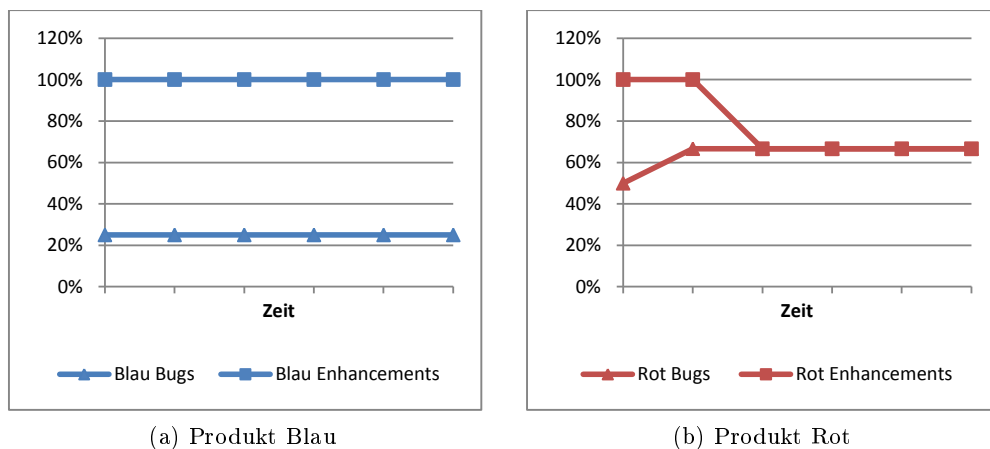 120%
100%
80%
60%
40%
20%
0%
Zeit
Blau Bugs
Blau Enhancements
(a) Produkt Blau
120%
100%
80%
60%
40%
20%
0%
Zeit
Rot Bugs
Rot Enhancements
(b) Produkt Rot